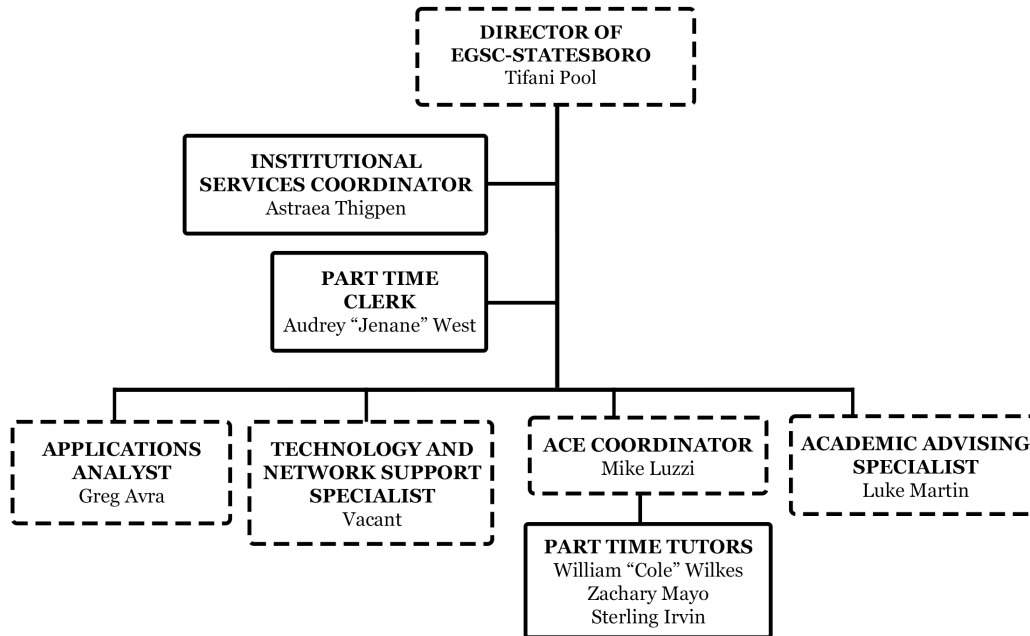 DIRECTOR OF
EGSC-STATESBORO
Tifani Pool
INSTITUTIONAL
SERVICES COORDINATOR
Astraea Thigpen
PART TIME
CLERK
Audrey “Jenane” West
APPLICATIONS
ANALYST
Greg Avra
TECHNOLOGY AND
NETWORK SUPPORT
SPECIALIST
Vacant
ACE COORDINATOR
Mike Luzzi
ACADEMIC ADVISING
SPECIALIST
Luke Martin
PART TIME TUTORS
William “Cole” Wilkes
Zachary Mayo
Sterling Irvin